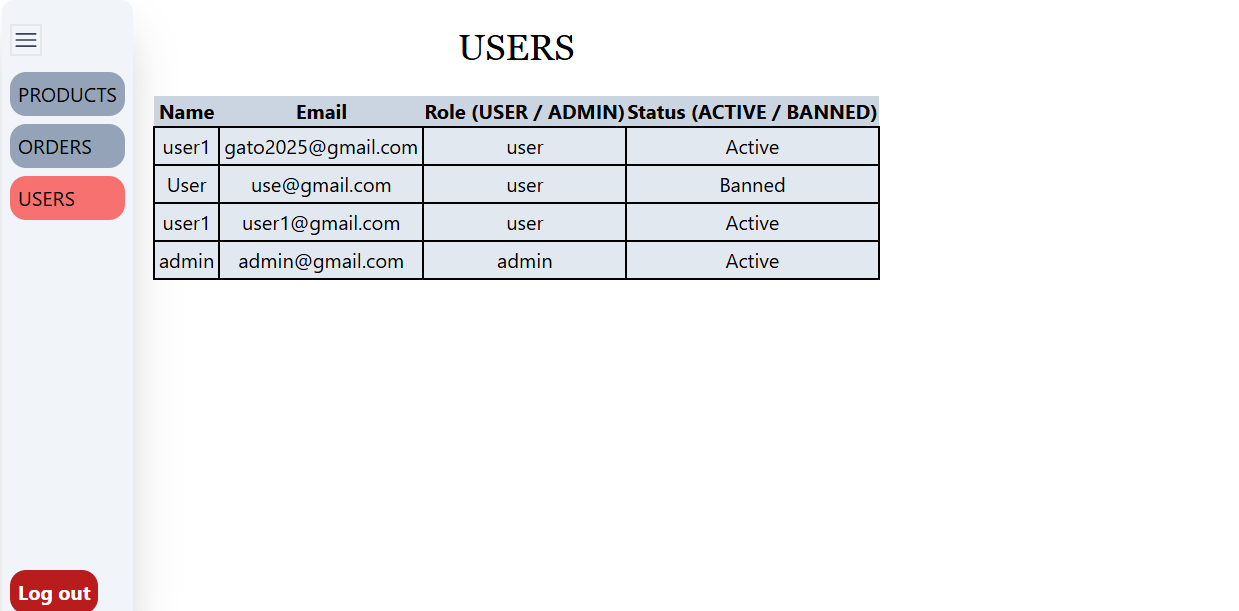 PRODUCTS
ORDERS
USERS
Log out
USERS
Name Email Role (USER / ADMIN) Status (ACTIVE / BANNED)
user1 gato2025@gmail.com user Active
User use@gmail.com user Banned
user1 user1@gmail.com user Active
admin admin@gmail.com admin Active